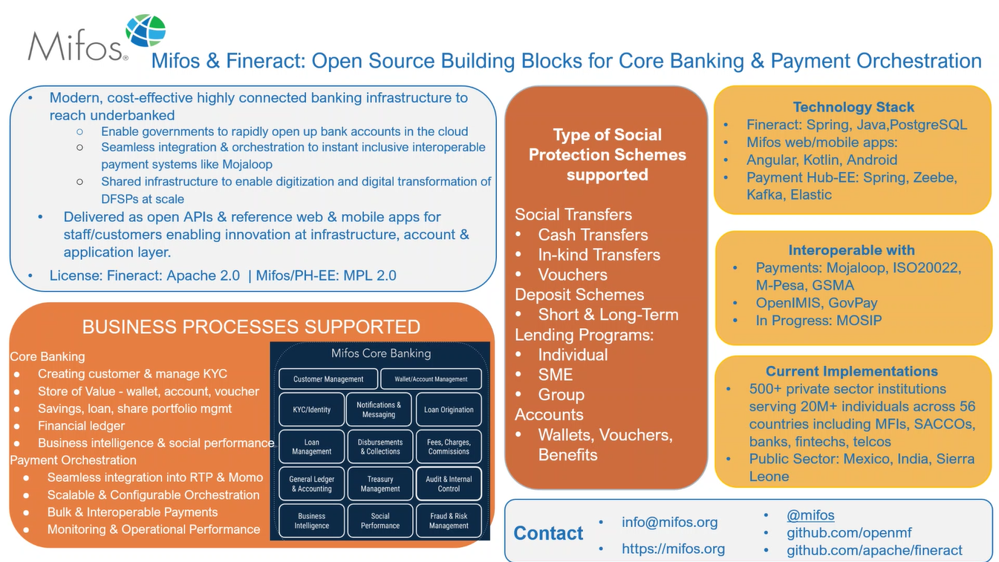 Mifos®
Mifos & Fineract: Open Source Building Blocks for Core Banking & Payment Orchestration
• Modern, cost-effective highly connected banking infrastructure to
reach underbanked
○ Enable governments to rapidly open up bank accounts in the cloud
○ Seamless integration & orchestration to instant inclusive interoperable
payment systems like Mojaloop
○ Shared infrastructure to enable digitization and digital transformation of
DFSPs at scale
• Delivered as open APIs & reference web & mobile apps for
staff/customers enabling innovation at infrastructure, account &
application layer.
• License: Fineract: Apache 2.0 | Mifos/PH-EE: MPL 2.0
BUSINESS PROCESSES SUPPORTED
Core Banking
● Creating customer & manage KYC
● Store of Value - wallet, account, voucher
● Savings, loan, share portfolio mgmt
● Financial ledger
● Business intelligence & social performance
Payment Orchestration
● Seamless integration into RTP & Momo
● Scalable & Configurable Orchestration
● Bulk & Interoperable Payments
● Monitoring & Operational Performance
Mifos Core Banking
Customer Management
Wallet/Account Management
KYC/Identity
Notifications &
Messaging
Loan Origination
Loan
Management
Disbursements
& Collections
Fees, Charges,
Commissions
General Ledger
& Accounting
Treasury
Management
Audit & Internal
Control
Business
Intelligence
Social
Performance
Fraud & Risk
Management
Type of Social
Protection Schemes
supported
Social Transfers
• Cash Transfers
• In-kind Transfers
• Vouchers
Deposit Schemes
• Short & Long-Term
Lending Programs:
• Individual
• SME
• Group
Accounts
• Wallets, Vouchers,
Benefits
Technology Stack
• Fineract: Spring, Java,PostgreSQL
• Mifos web/mobile apps:
• Angular, Kotlin, Android
• Payment Hub-EE: Spring, Zeebe,
Kafka, Elastic
Interoperable with
• Payments: Mojaloop, ISO20022,
M-Pesa, GSMA
• OpenIMIS, GovPay
• In Progress: MOSIP
Current Implementations
• 500+ private sector institutions
serving 20M+ individuals across 56
countries including MFIs, SACCOs,
banks, fintechs, telcos
• Public Sector: Mexico, India, Sierra
Leone
Contact
• info@mifos.org
• https://mifos.org
• @mifos
• github.com/openmf
• github.com/apache/fineract